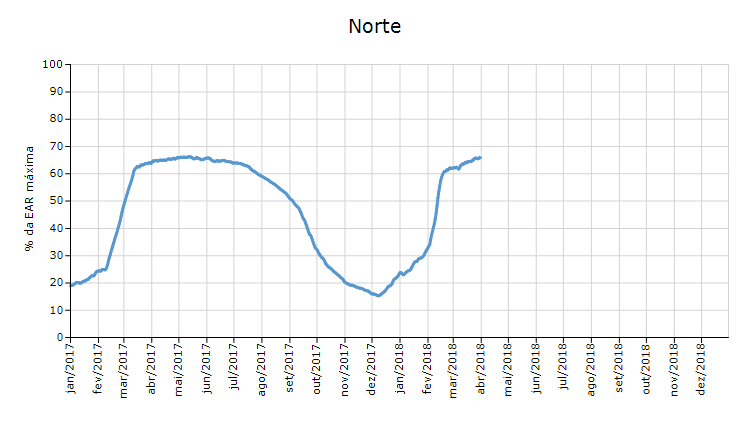 Norte
% da EAR máxima
100
90
80
70
60
50
40
30
20
10
0
jan/2017
fev/2017
mar/2017
abr/2017
mai/2017
jun/2017
jul/2017
ago/2017
set/2017
out/2017
nov/2017
dez/2017
jan/2018
fev/2018
mar/2018
abr/2018
mai/2018
jun/2018
jul/2018
ago/2018
set/2018
out/2018
nov/2018
dez/2018